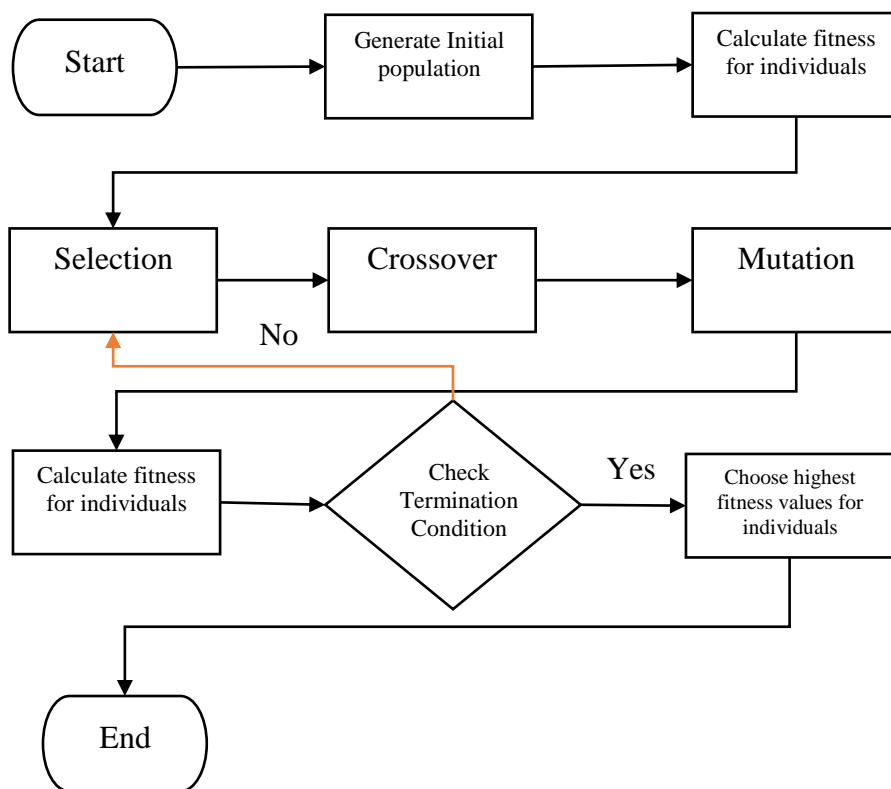 Start
Generate Initial
population
Calculate fitness
for individuals
Selection
Crossover
Mutation
No
Calculate fitness
for individuals
Check
Termination
Condition
Yes
Choose highest
fitness values for
individuals
End